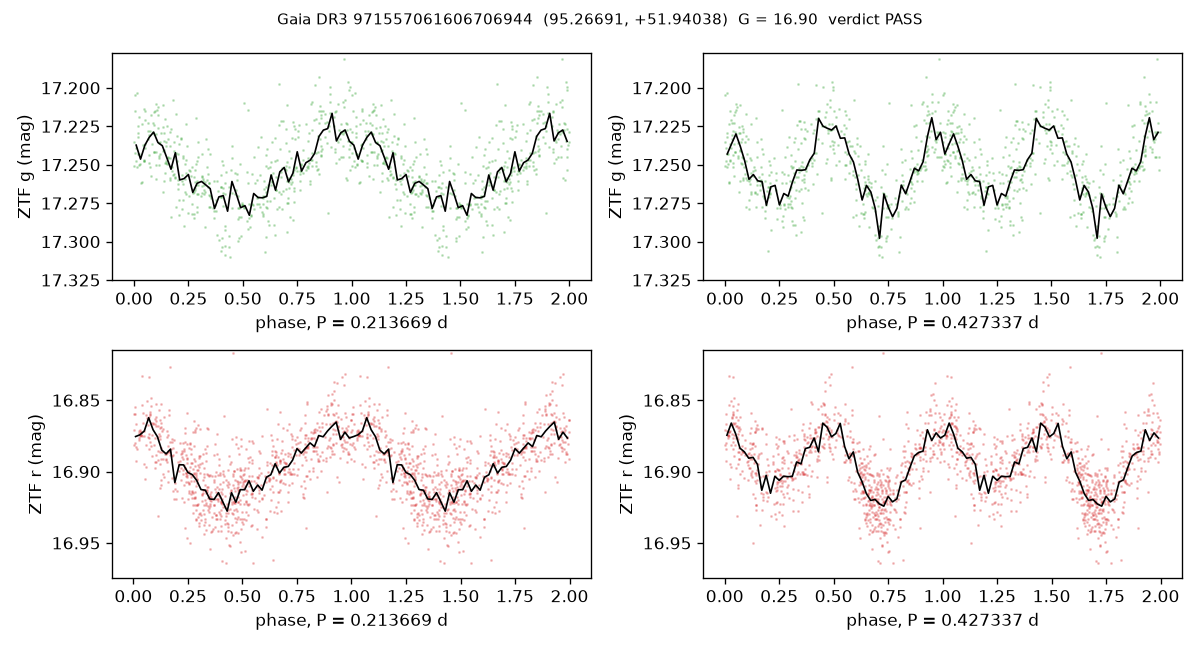 Gaia DR3 971557061606706944  (95.26691, +51.94038)  G = 16.90  verdict PASS
ZTF g (mag)
17.200
17.225
17.250
17.275
17.300
17.325
0.00 0.25 0.50 0.75 1.00 1.25 1.50 1.75 2.00
phase, P = 0.213669 d
ZTF g (mag)
17.200
17.225
17.250
17.275
17.300
17.325
0.00 0.25 0.50 0.75 1.00 1.25 1.50 1.75 2.00
phase, P = 0.427337 d
ZTF r (mag)
16.85
16.90
16.95
0.00 0.25 0.50 0.75 1.00 1.25 1.50 1.75 2.00
phase, P = 0.213669 d
ZTF r (mag)
16.85
16.90
16.95
0.00 0.25 0.50 0.75 1.00 1.25 1.50 1.75 2.00
phase, P = 0.427337 d